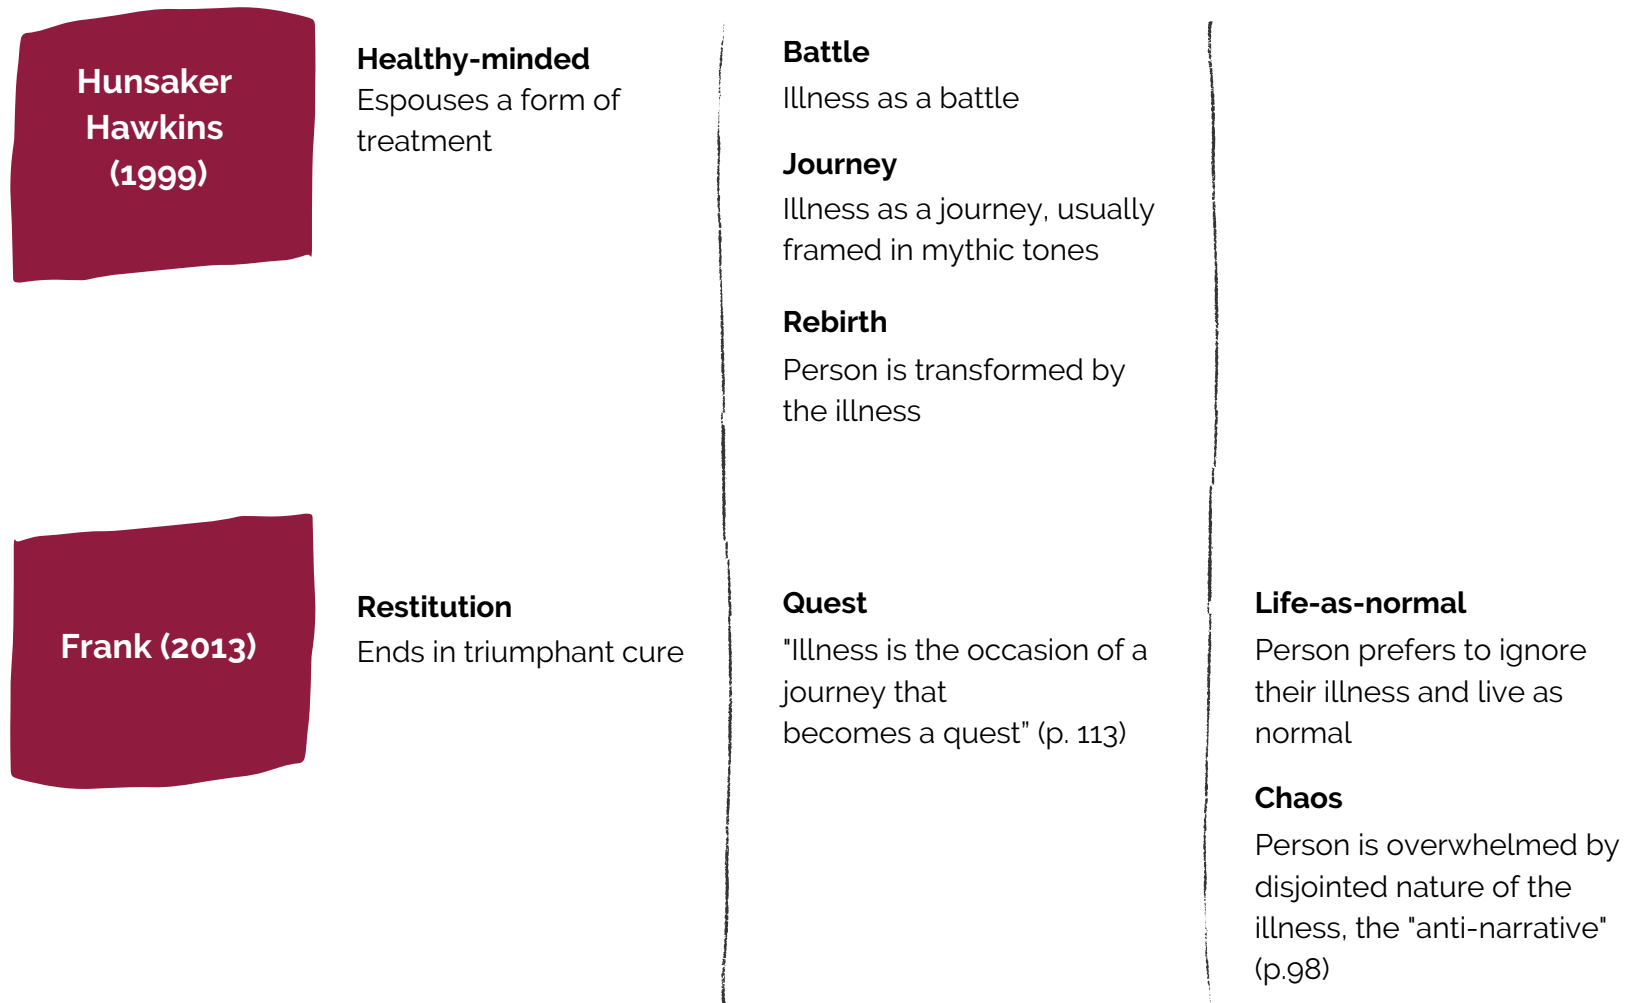 Hunsaker
Hawkins
(1999)
Healthy-minded
Espouses a form of
treatment
Battle
Illness as a battle
Journey
Illness as a journey, usually
framed in mythic tones
Rebirth
Person is transformed by
the illness
Frank (2013)
Restitution
Ends in triumphant cure
Quest
"Illness is the occasion of a
journey that
becomes a quest” (p. 113)
Life-as-normal
Person prefers to ignore
their illness and live as
normal
Chaos
Person is overwhelmed by
disjointed nature of the
illness, the "anti-narrative"
(p.98)